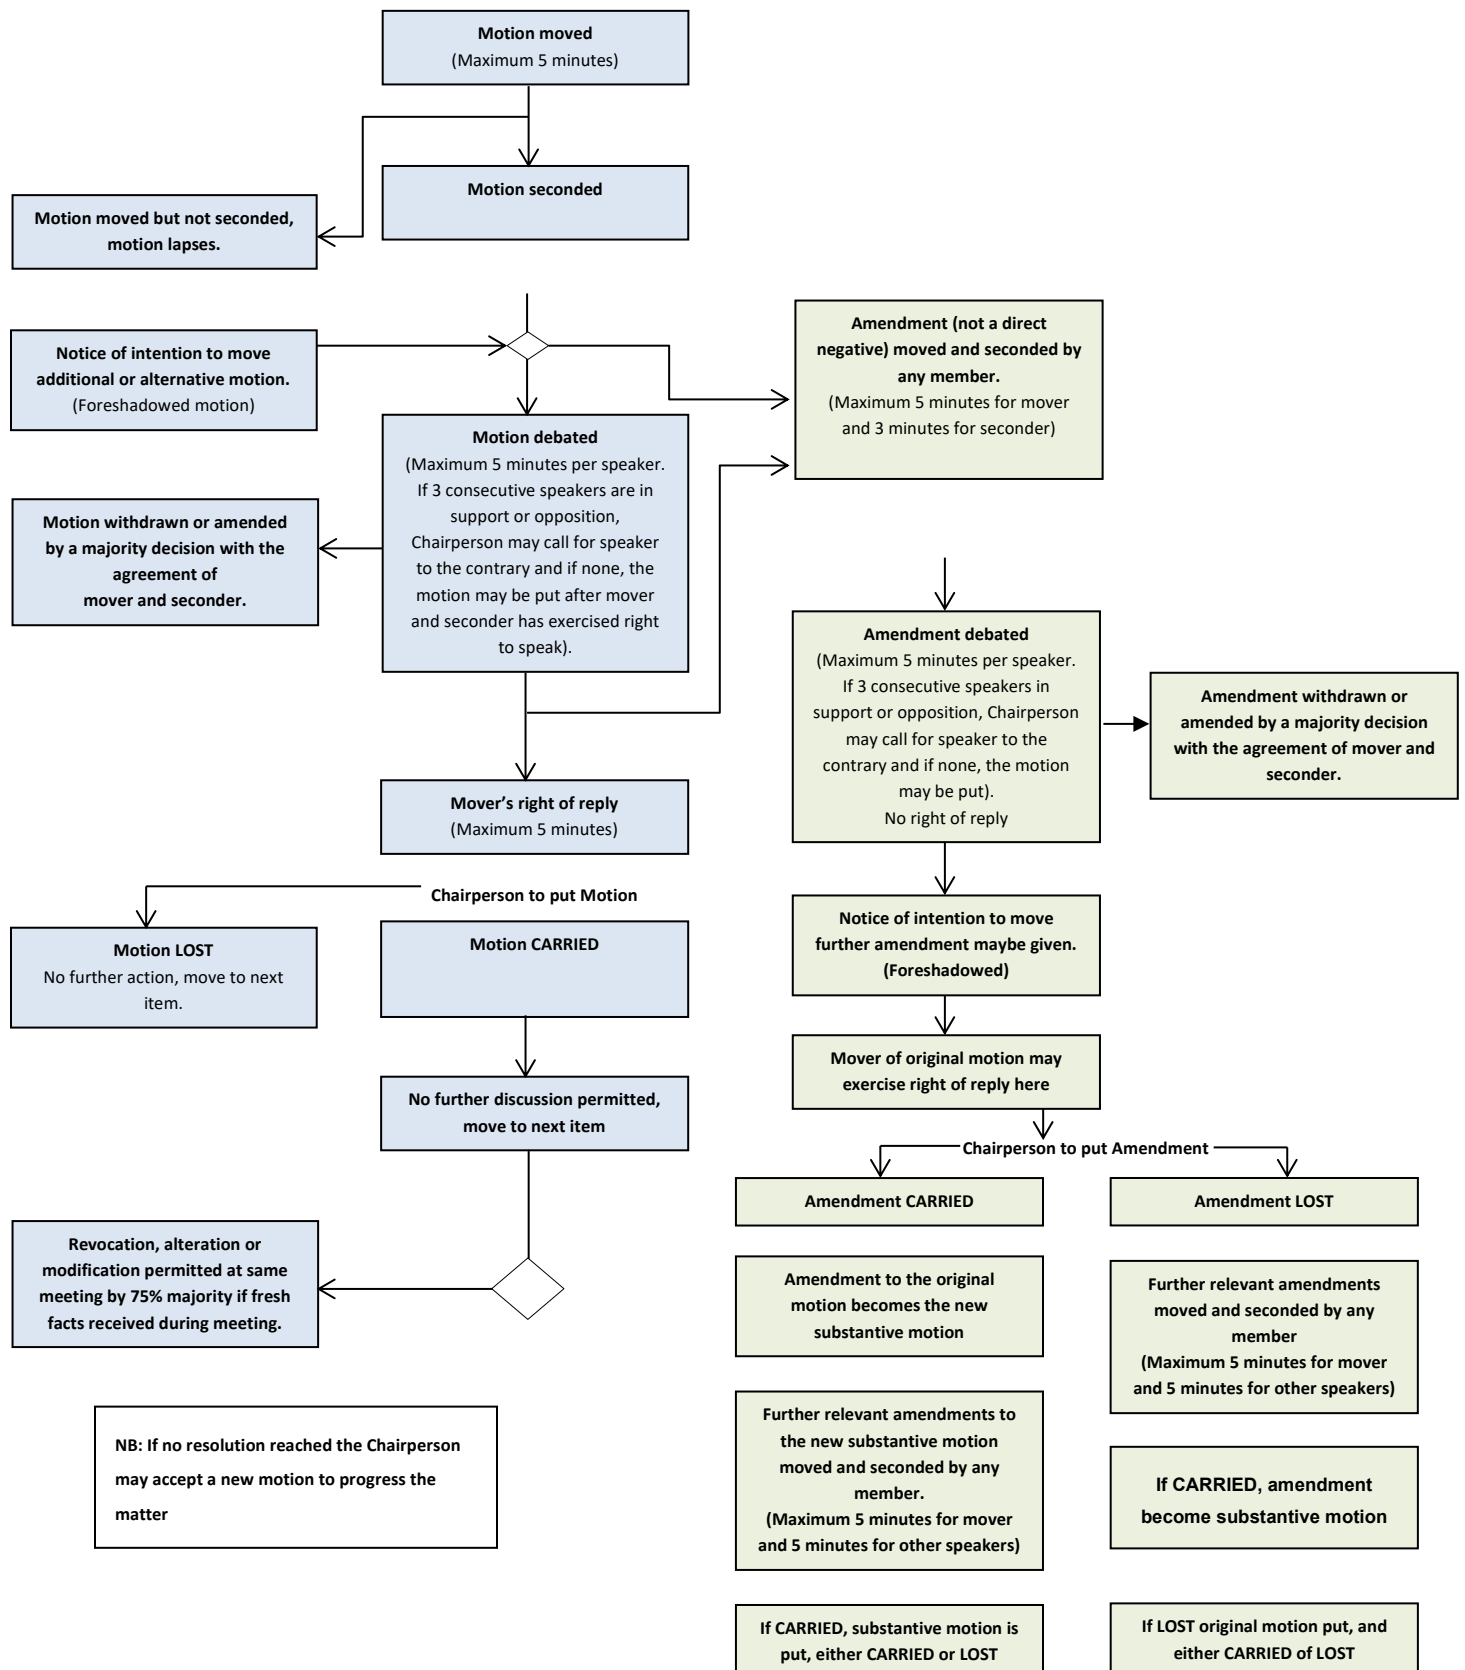 Motion moved
(Maximum 5 minutes)
Motion seconded
Motion moved but not seconded,
motion lapses.
Notice of intention to move
additional or alternative motion.
(Foreshadowed motion)
Amendment (not a direct
negative) moved and seconded by
any member.
(Maximum 5 minutes for mover
and 3 minutes for seconder)
Motion debated
(Maximum 5 minutes per speaker.
If 3 consecutive speakers are in
support or opposition,
Chairperson may call for speaker
to the contrary and if none, the
motion may be put after mover
and seconder has exercised right
to speak).
Motion withdrawn or amended
by a majority decision with the
agreement of
mover and seconder.
Amendment debated
(Maximum 5 minutes per speaker.
If 3 consecutive speakers in
support or opposition, Chairperson
may call for speaker to the
contrary and if none, the motion
may be put).
No right of reply
Amendment withdrawn or
amended by a majority decision
with the agreement of mover and
seconder.
Mover’s right of reply
(Maximum 5 minutes)
Chairperson to put Motion
Motion LOST
No further action, move to next
item.
Motion CARRIED
Notice of intention to move
further amendment maybe given.
(Foreshadowed)
Mover of original motion may
exercise right of reply here
No further discussion permitted,
move to next item
Chairperson to put Amendment
Amendment CARRIED
Amendment LOST
Revocation, alteration or
modification permitted at same
meeting by 75% majority if fresh
facts received during meeting.
Amendment to the original
motion becomes the new
substantive motion
Further relevant amendments
moved and seconded by any
member
(Maximum 5 minutes for mover
and 5 minutes for other speakers)
NB: If no resolution reached the Chairperson
may accept a new motion to progress the
matter
Further relevant amendments to
the new substantive motion
moved and seconded by any
member.
(Maximum 5 minutes for mover
and 5 minutes for other speakers)
If CARRIED, amendment
become substantive motion
If CARRIED, substantive motion is
put, either CARRIED or LOST
If LOST original motion put, and
either CARRIED of LOST